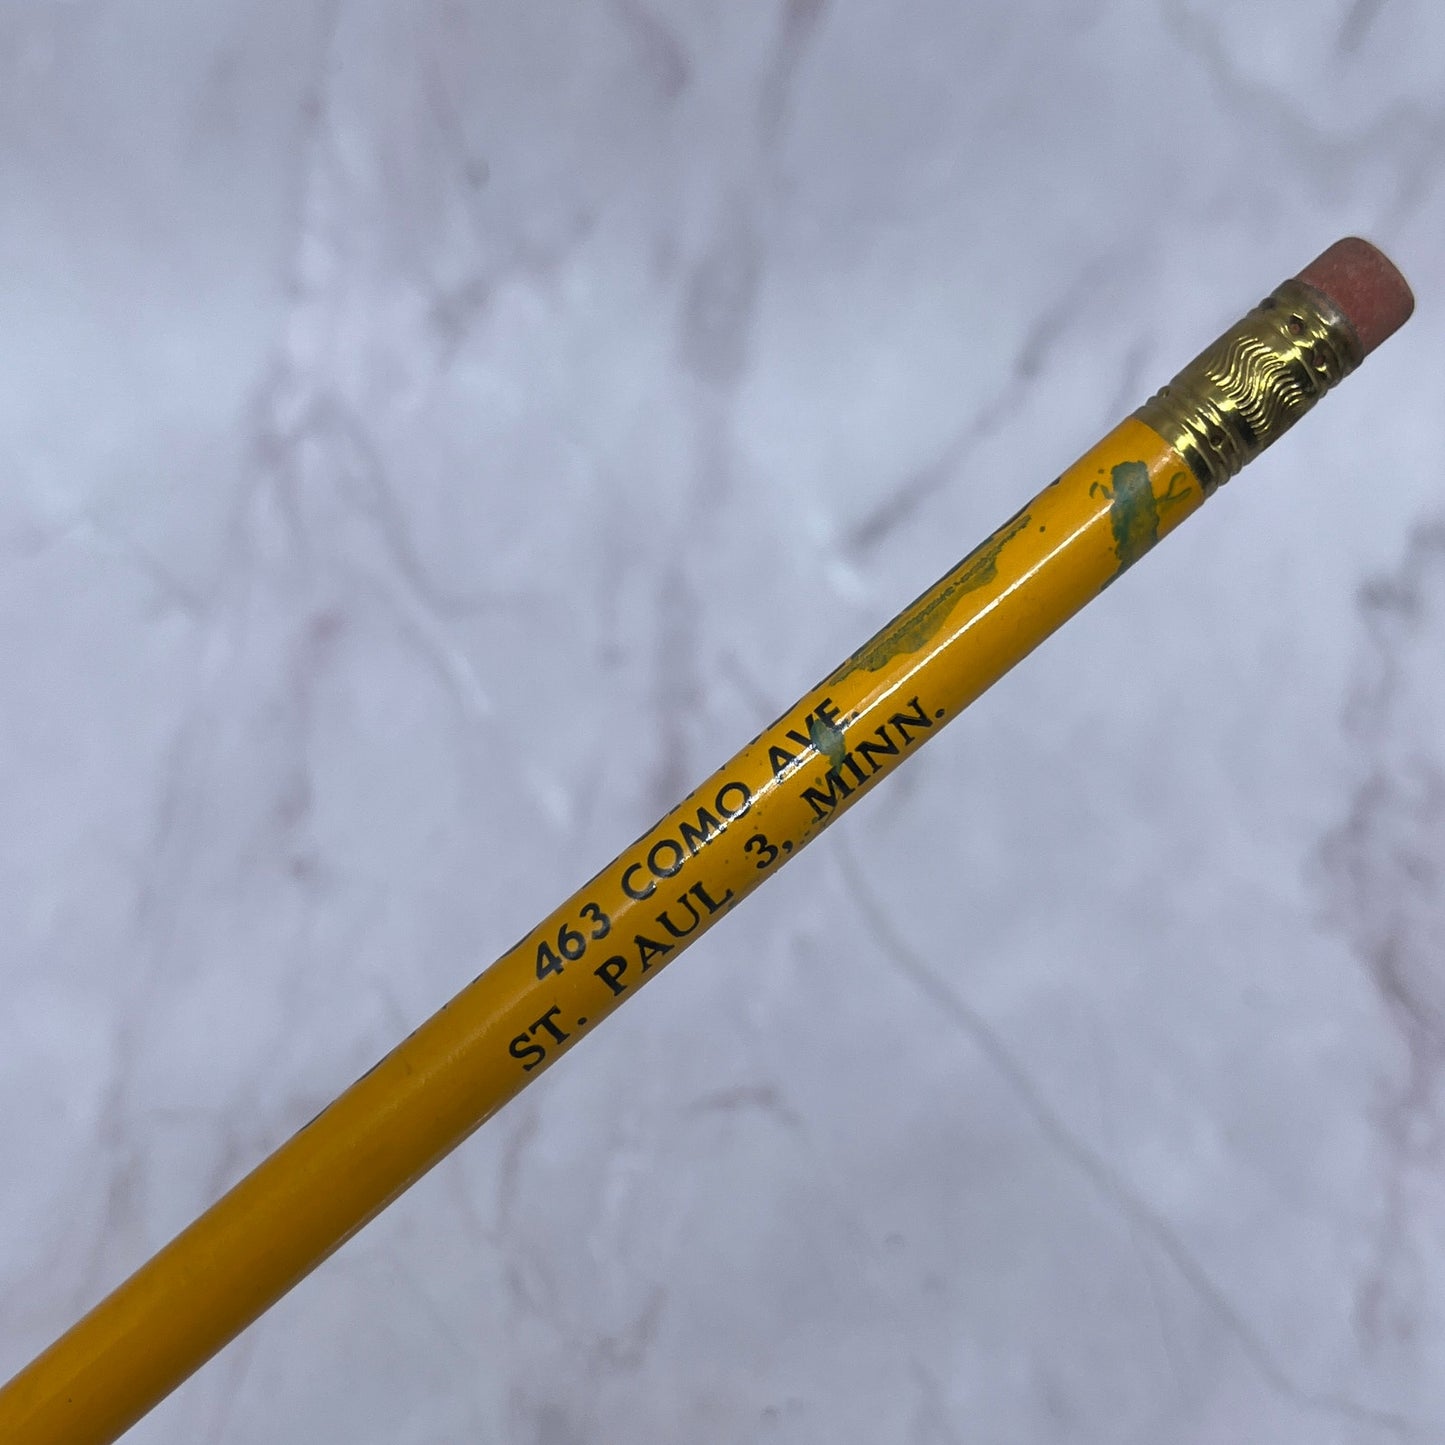 463 COMO AVE.
ST. PAUL 3, MINN.